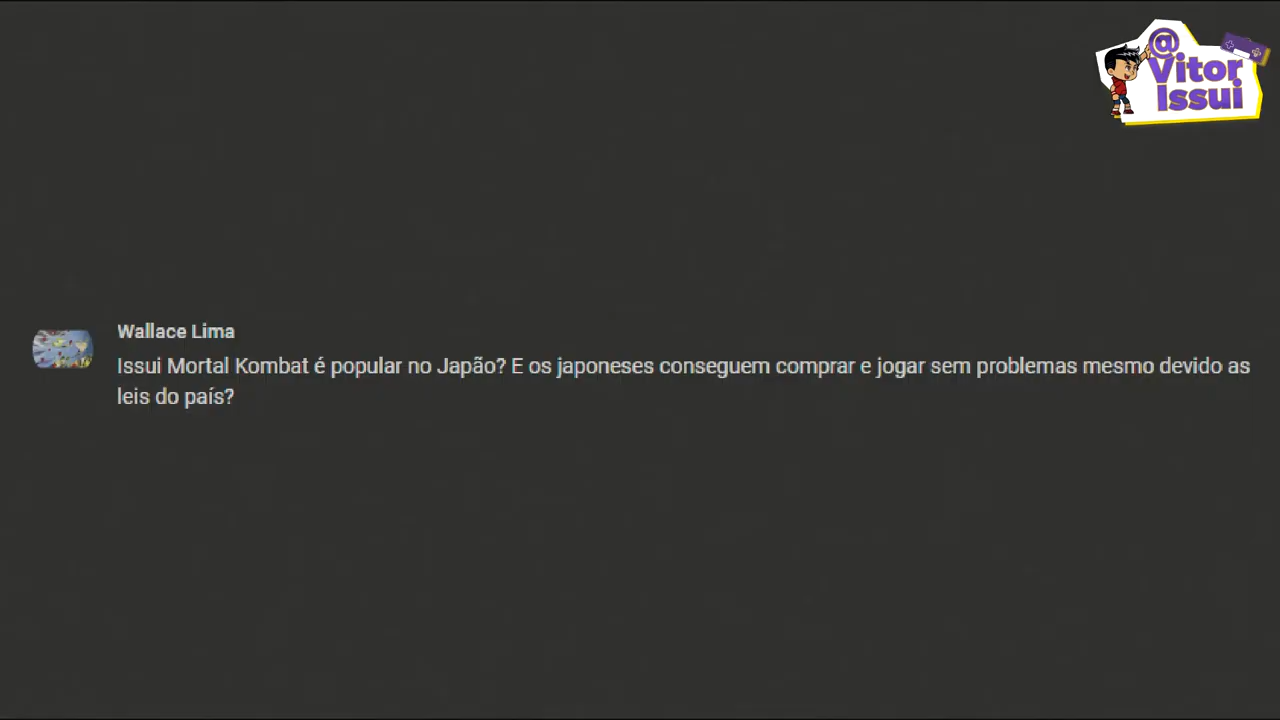 @
Vitor
Issui
Wallace Lima
Issui Mortal Kombat é popular no Japão? E os japoneses conseguem comprar e jogar sem problemas mesmo devido as
leis do país?